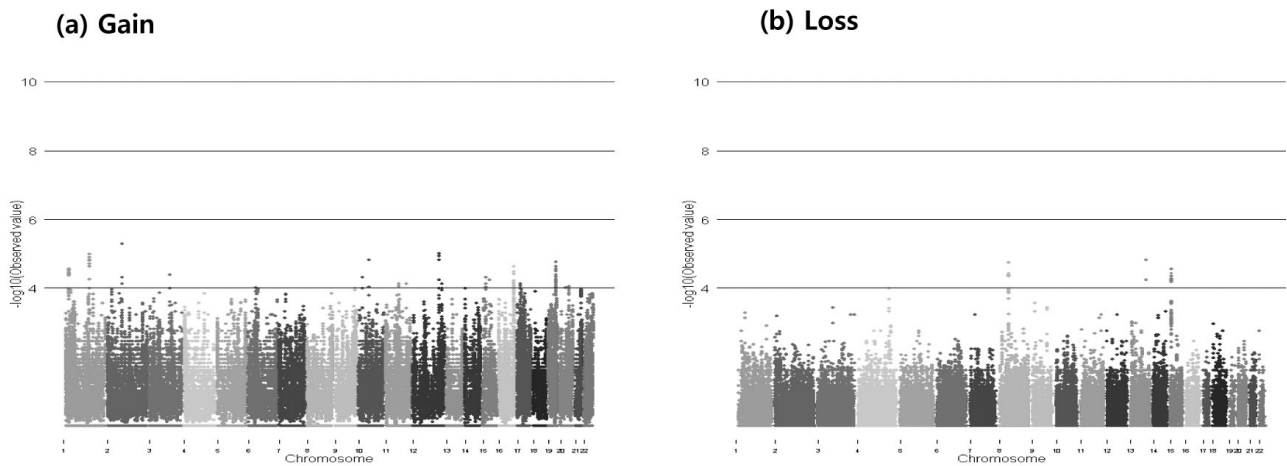 (a) Gain
10
8
6
4
-log10(Observed value)
1 2 3 4 5 6 7 8 9 10 11 12 13 14 15 16 17 18 19 20 21 22
Chromosome
(b) Loss
10
8
6
4
-log10(Observed value)
1 2 3 4 5 6 7 8 9 10 11 12 13 14 15 16 17 18 19 20 21 22
Chromosome